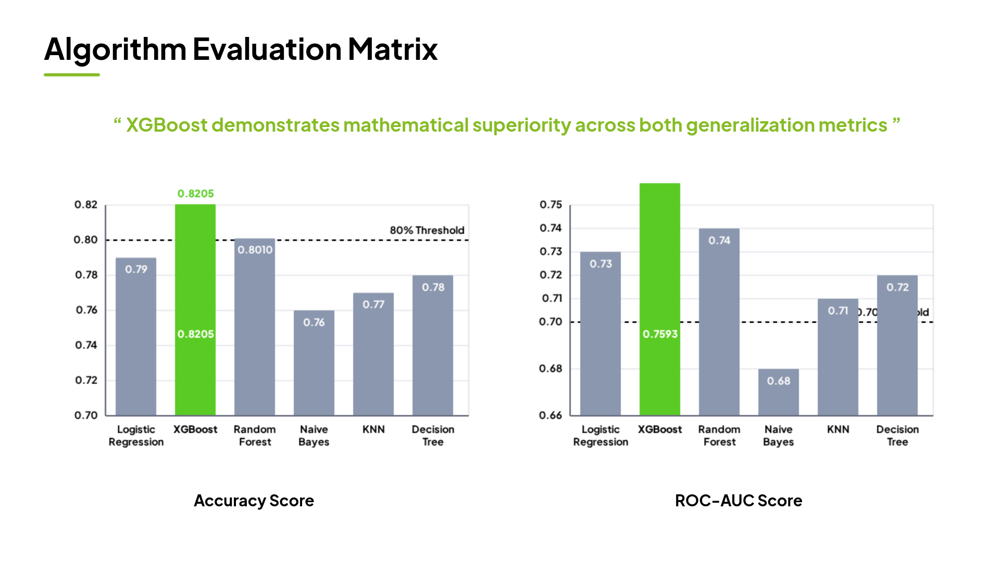 Algorithm Evaluation Matrix
“ XGBoost demonstrates mathematical superiority across both generalization metrics ”
0.8205
0.82
80% Threshold
0.80
0.8010
0.79
0.78
0.78
0.77
0.76
0.76
0.8205
0.74
0.72
0.70
Logistic Regression
XGBoost
Random Forest
Naive Bayes
KNN
Decision Tree
Accuracy Score
0.75
0.74
0.74
0.73
0.73
0.72
0.72
0.71
0.71
0.70
0.70
0.7593
0.68
0.68
0.66
Logistic Regression
XGBoost
Random Forest
Naive Bayes
KNN
Decision Tree
ROC-AUC Score